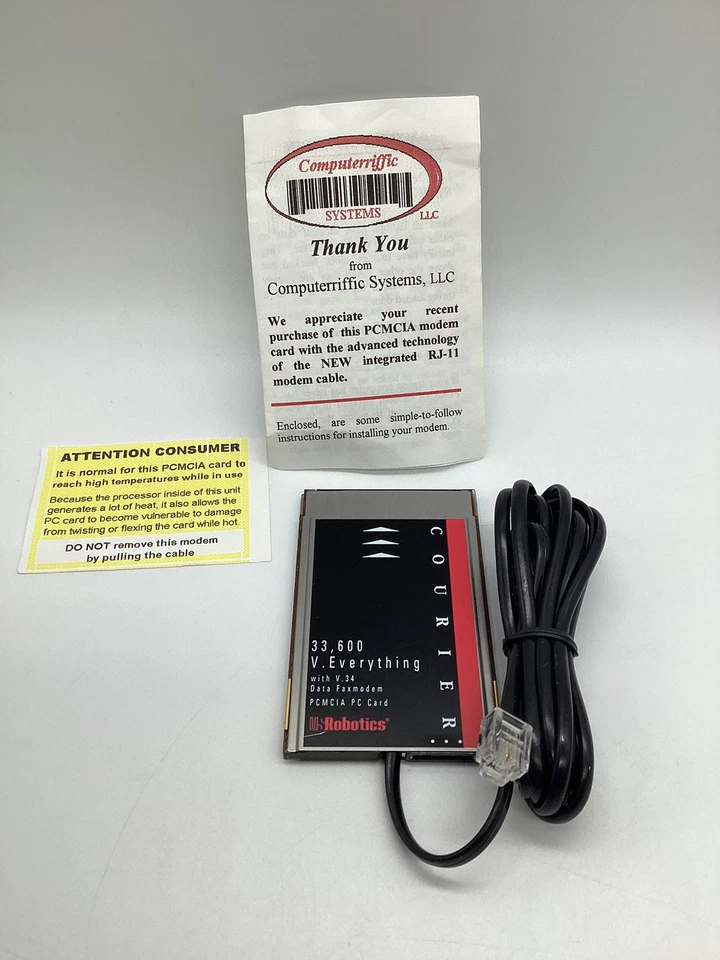 Computerriffic
SYSTEMS
LLC
Thank You
from
Computerriffic Systems, LLC
We appreciate your recent
purchase of this PCMCIA modem
card with the advanced technology
of the NEW integrated RJ-11
modem cable.
Enclosed, are some simple-to-follow
instructions for installing your modem.
ATTENTION CONSUMER
It is normal for this PCMCIA card to
reach high temperatures while in use
Because the processor inside of this unit
generates a lot of heat, it also allows the
PC card to become vulnerable to damage
from twisting or flexing the card while hot.
DO NOT remove this modem
by pulling the cable
COURIER
33,600
V.Everything
with V.34
Data Faxmodem
PCMCIA PC Card
USRobotics®